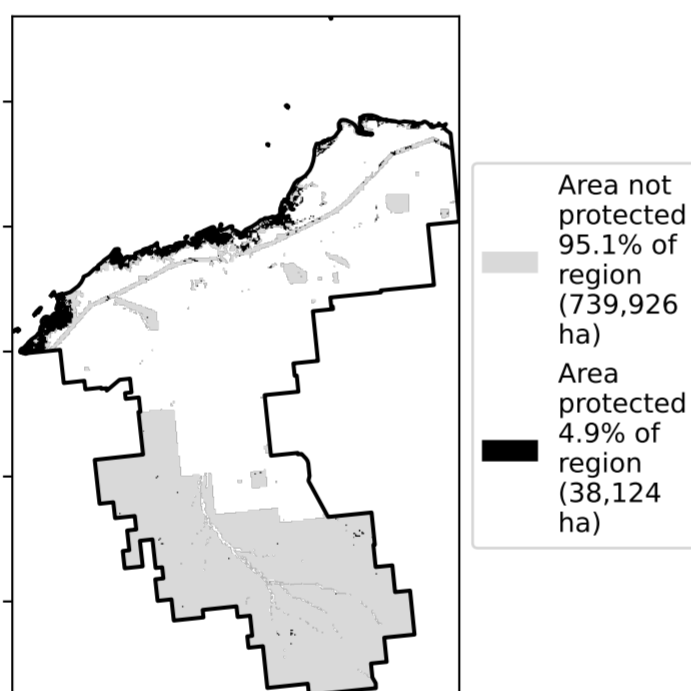 Area not
protected
95.1% of
region
(739,926
ha)
Area
protected
4.9% of
region
(38,124
ha)